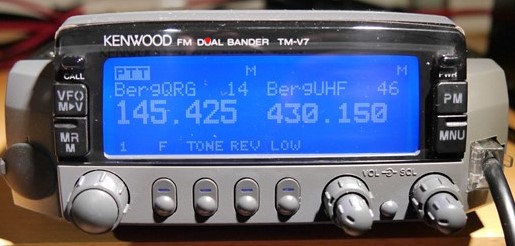 KENWOOD FM DUAL BANDER TM-V7
CALL PTT M M PWR
VFO BergQRG 14 BergUHF 46 PM
M▶V 145.425 430.150
MR MNU
M 1 F TONE REV LOW
VOL SQL